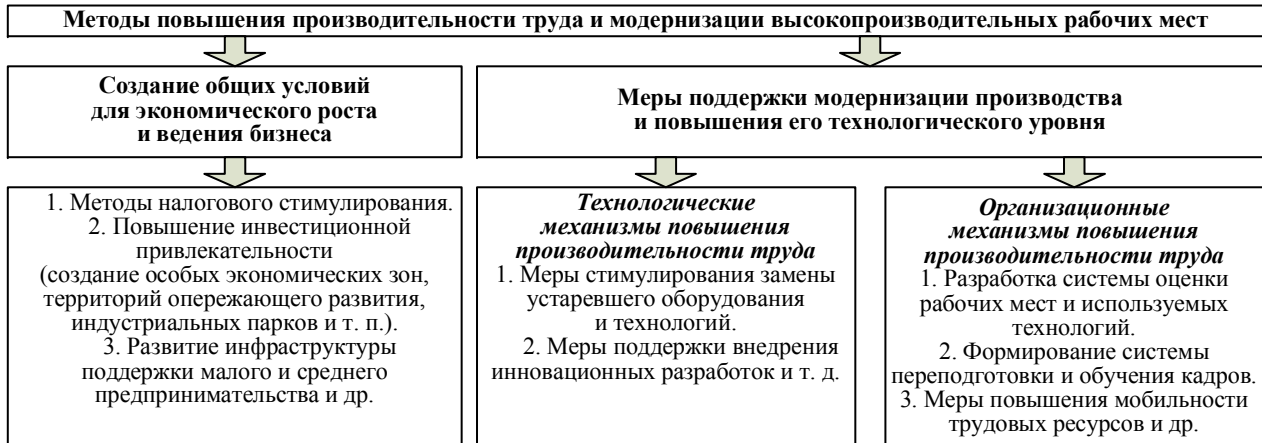 Методы повышения производительности труда и модернизации высокопроизводительных рабочих мест
Создание общих условий
для экономического роста
и ведения бизнеса
Меры поддержки модернизации производства
и повышения его технологического уровня
1. Методы налогового стимулирования.
2. Повышение инвестиционной
привлекательности
(создание особых экономических зон,
территорий опережающего развития,
индустриальных парков и т. п.).
3. Развитие инфраструктуры
поддержки малого и среднего
предпринимательства и др.
Технологические
механизмы повышения
производительности труда
1. Меры стимулирования замены
устаревшего оборудования
и технологий.
2. Меры поддержки внедрения
инновационных разработок и т. д.
Организационные
механизмы повышения
производительности труда
1. Разработка системы оценки
рабочих мест и используемых
технологий.
2. Формирование системы
переподготовки и обучения кадров.
3. Меры повышения мобильности
трудовых ресурсов и др.